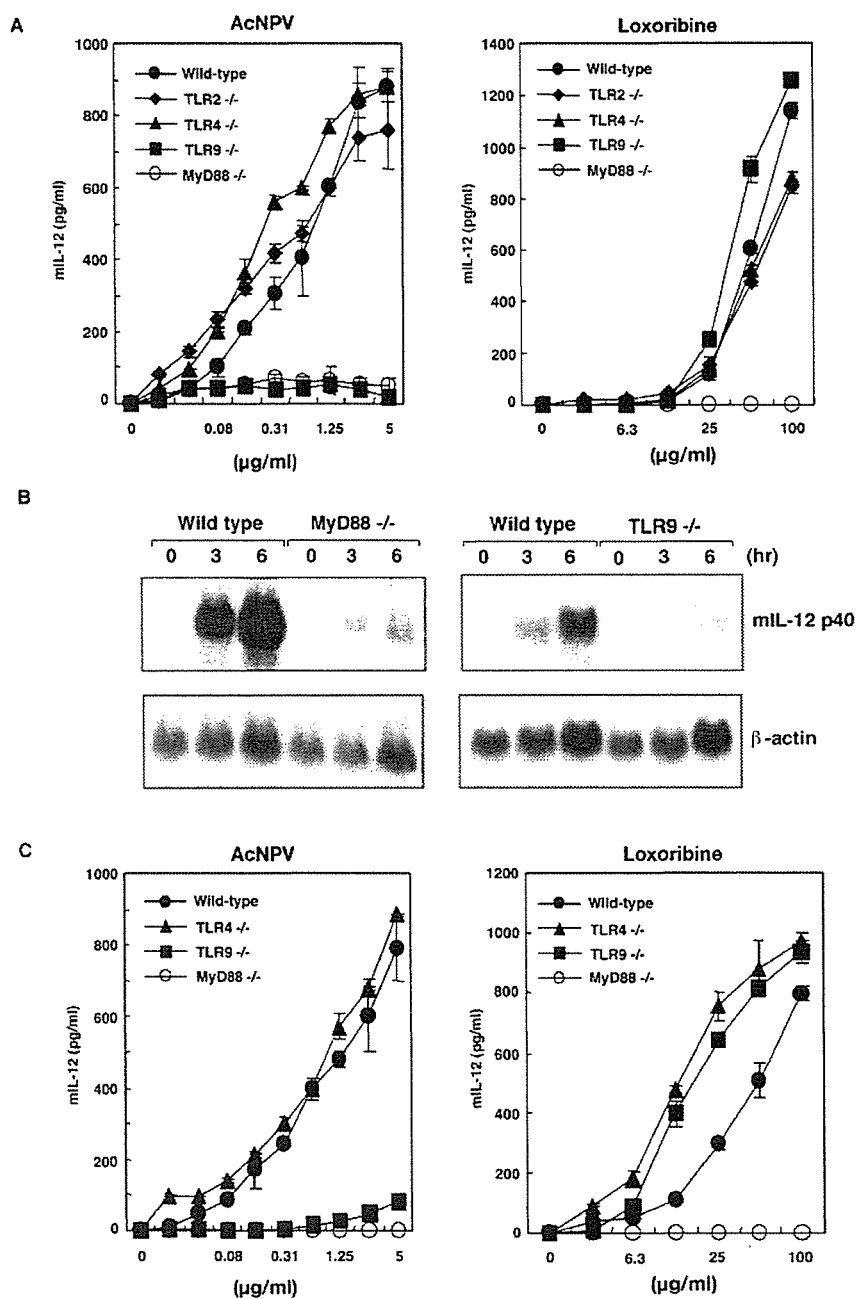 A
AcNPV
1000
800
600
400
200
0
mIL-12 (pg/ml)
Wild-type
TLR2 -/-
TLR4 -/-
TLR9 -/-
MyD88 -/-
0 0.08 0.31 1.25 5
(µg/ml)
Loxoribine
1400
1200
1000
800
600
400
200
0
mIL-12 (pg/ml)
Wild-type
TLR2 -/-
TLR4 -/-
TLR9 -/-
MyD88 -/-
0 6.3 25 100
(µg/ml)
B
Wild type MyD88 -/-
0 3 6 0 3 6
Wild type TLR9 -/-
0 3 6 0 3 6 (hr)
mIL-12 p40
β-actin
C
AcNPV
1000
800
600
400
200
0
mIL-12 (pg/ml)
Wild-type
TLR4 -/-
TLR9 -/-
MyD88 -/-
0 0.08 0.31 1.25 5
(µg/ml)
Loxoribine
1200
1000
800
600
400
200
0
mIL-12 (pg/ml)
Wild-type
TLR4 -/-
TLR9 -/-
MyD88 -/-
0 6.3 25 100
(µg/ml)